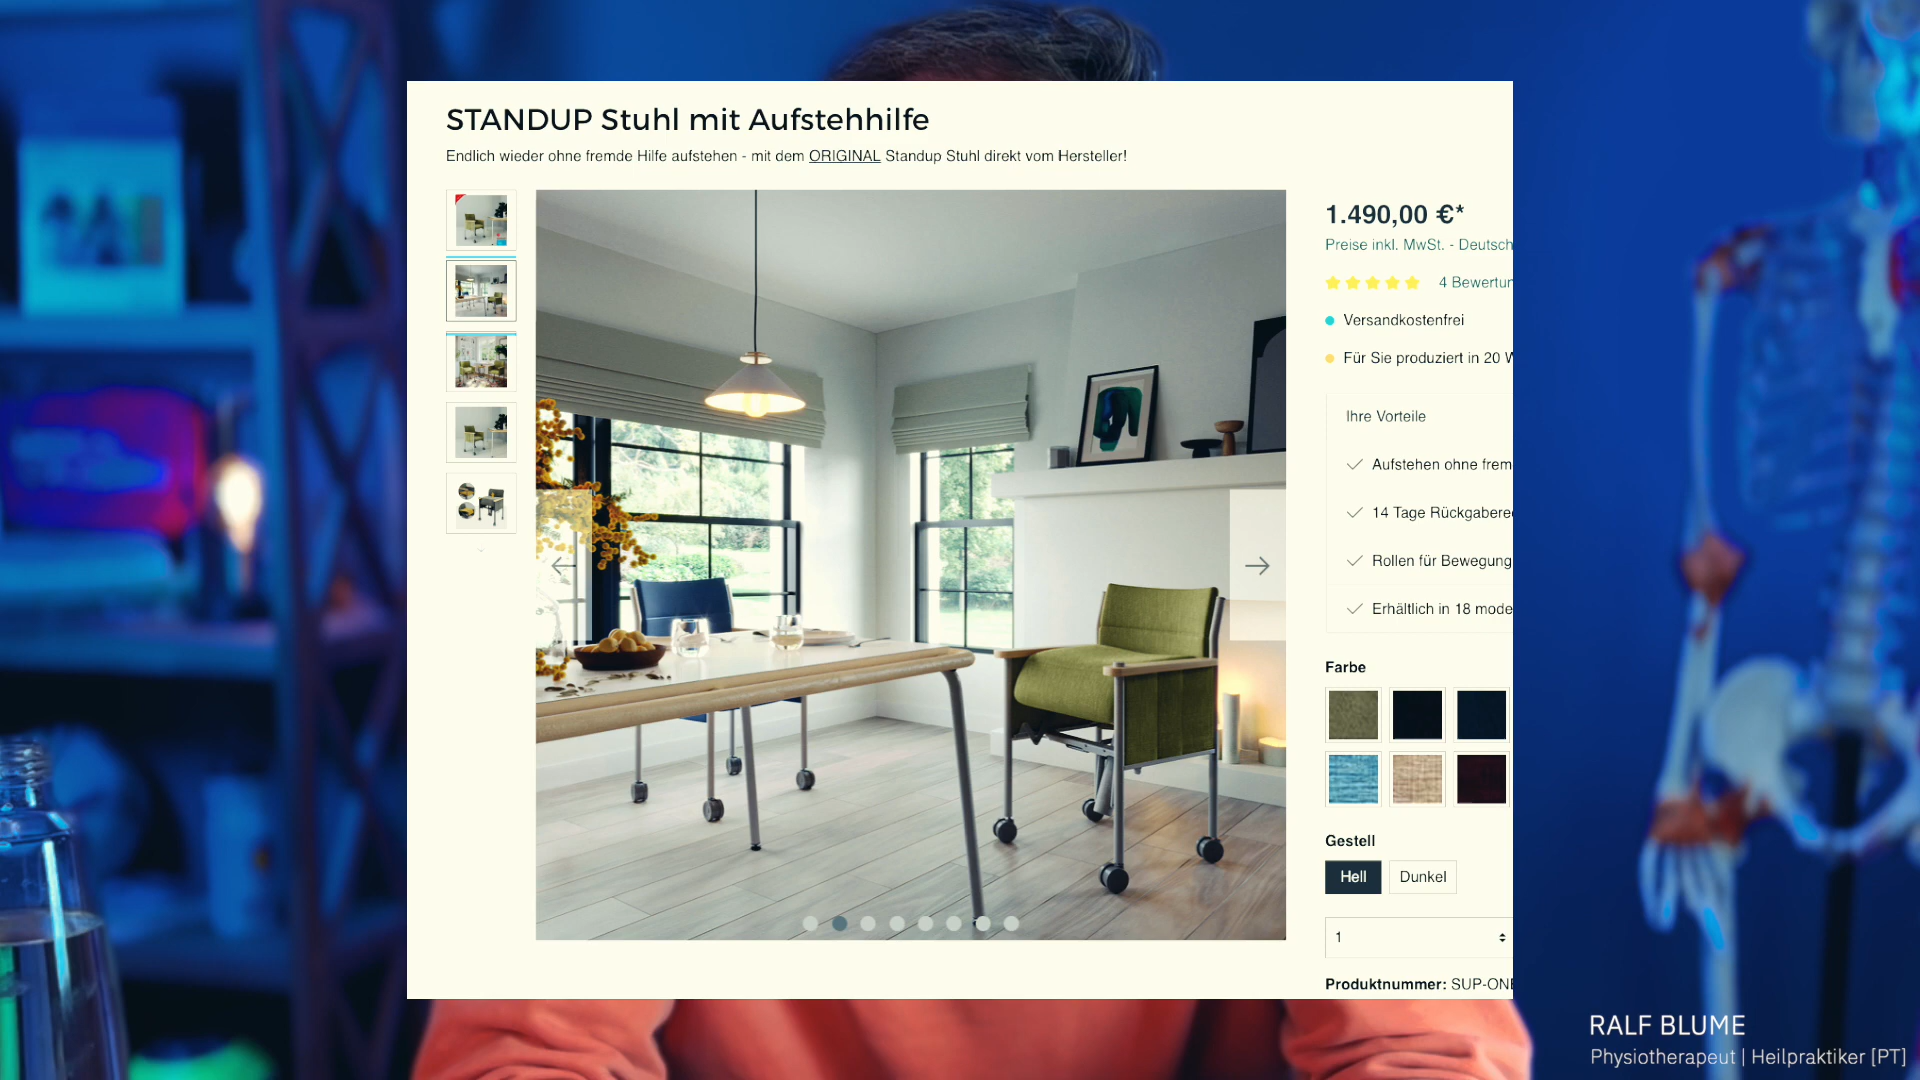 STANDUP Stuhl mit Aufstehhilfe
Endlich wieder ohne fremde Hilfe aufstehen - mit dem ORIGINAL Standup Stuhl direkt vom Hersteller!
1.490,00 €*
Preise inkl. MwSt. - Deutsch
4 Bewertun
Versandkostenfrei
Für Sie produziert in 20 W
Ihre Vorteile
Aufstehen ohne frem
14 Tage Rückgabere
Rollen für Bewegung
Erhältlich in 18 mode
Farbe
Gestell
Hell
Dunkel
1
Produktnummer: SUP-ONE
RALF BLUME
Physiotherapeut | Heilpraktiker [PT]